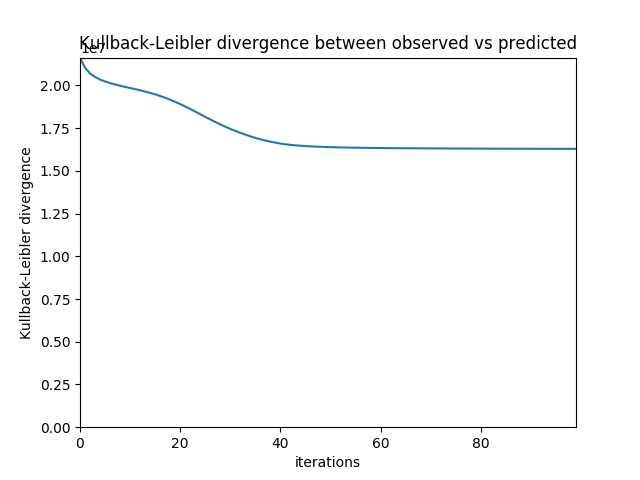 Kullback-Leibler divergence between observed vs predicted
1e7
2.00
1.75
1.50
1.25
1.00
0.75
0.50
0.25
0.00
Kullback-Leibler divergence
0 20 40 60 80
iterations